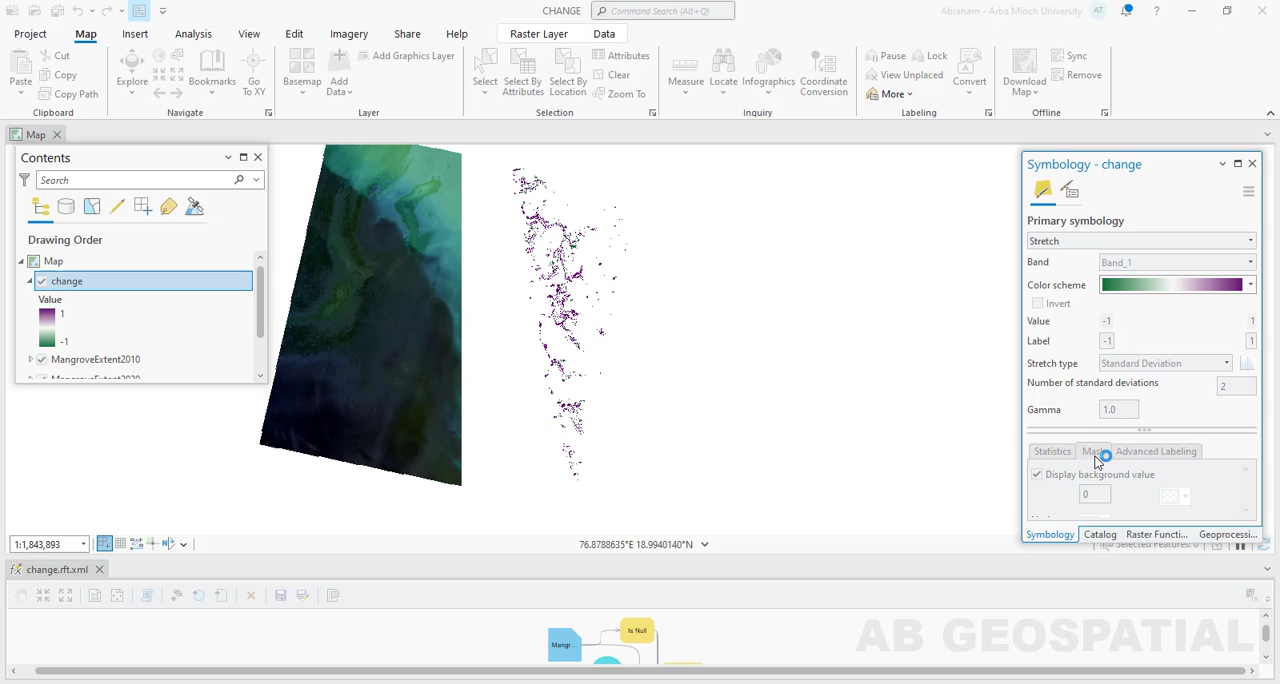 CHANGE
Command Search (Alt+Q)
Abraham - Arba Minch University
AT
?
Project
Map
Insert
Analysis
View
Edit
Imagery
Share
Help
Raster Layer
Data
Paste
Cut
Copy
Copy Path
Clipboard
Explore
Bookmarks
Go To XY
Navigate
Basemap
Add Data
Add Graphics Layer
Layer
Select
Select By Attributes
Select By Location
Attributes
Clear
Zoom To
Selection
Measure
Locate
Infographics
Coordinate Conversion
Inquiry
Pause
Lock
View Unplaced
More
Convert
Labeling
Download Map
Sync
Remove
Offline
Map
Contents
Search
Drawing Order
Map
change
Value
1
-1
MangroveExtent2010
Symbology - change
Primary symbology
Stretch
Band
Band_1
Color scheme
Invert
Value
-1
1
Label
-1
1
Stretch type
Standard Deviation
Number of standard deviations
2
Gamma
1.0
Statistics
Mask
Advanced Labeling
Display background value
0
Symbology
Catalog
Raster Functi...
Geoprocessi...
1:1,843,893
76.8788635°E 18.9940140°N
Selected Features: 0
change.rft.xml
Mangr...
Is Null
AB GEOSPATIAL